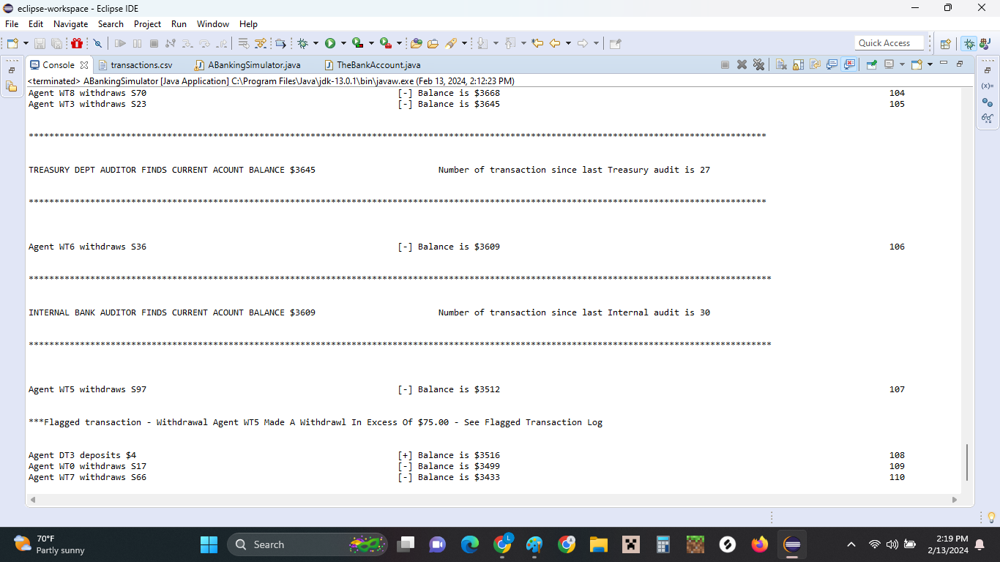 eclipse-workspace - Eclipse IDE
File Edit Navigate Search Project Run Window Help
Quick Access
Console transactions.csv ABankingSimulator.java TheBankAccount.java
<terminated> ABankingSimulator [Java Application] C:\Program Files\Java\jdk-13.0.1\bin\javaw.exe (Feb 13, 2024, 2:12:23 PM)
Agent WT8 withdraws S70 [-] Balance is $3668 104
Agent WT3 withdraws S23 [-] Balance is $3645 105
************************************************************************************************************************************************
TREASURY DEPT AUDITOR FINDS CURRENT ACOUNT BALANCE $3645 Number of transaction since last Treasury audit is 27
************************************************************************************************************************************************
Agent WT6 withdraws S36 [-] Balance is $3609 106
*************************************************************************************************************************************************
INTERNAL BANK AUDITOR FINDS CURRENT ACOUNT BALANCE $3609 Number of transaction since last Internal audit is 30
*************************************************************************************************************************************************
Agent WT5 withdraws S97 [-] Balance is $3512 107
***Flagged transaction - Withdrawal Agent WT5 Made A Withdrawl In Excess Of $75.00 - See Flagged Transaction Log
Agent DT3 deposits $4 [+] Balance is $3516 108
Agent WT0 withdraws S17 [-] Balance is $3499 109
Agent WT7 withdraws S66 [-] Balance is $3433 110
70°F
Partly sunny
Search
L
2:19 PM
2/13/2024